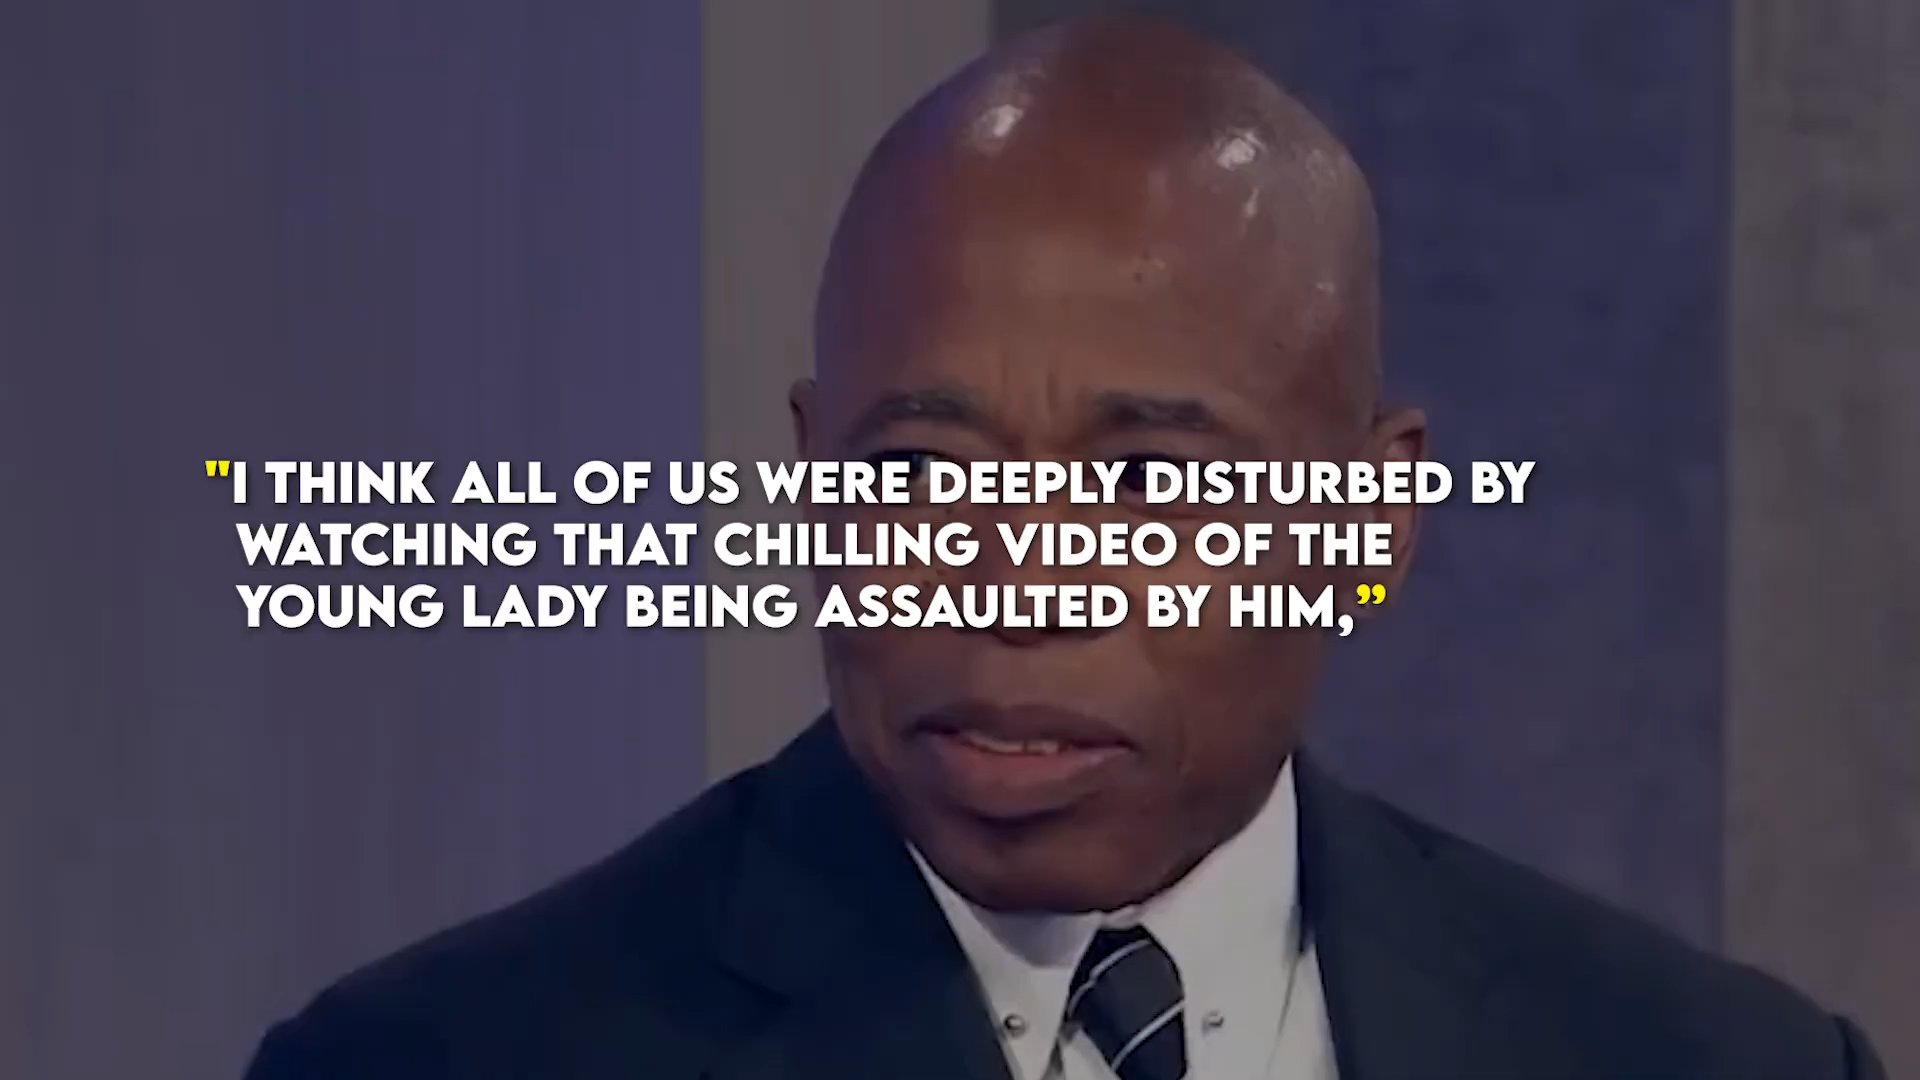 "I THINK ALL OF US WERE DEEPLY DISTURBED BY
WATCHING THAT CHILLING VIDEO OF THE
YOUNG LADY BEING ASSAULTED BY HIM,”